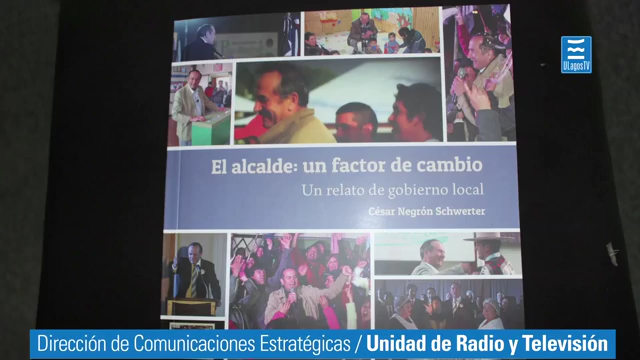 ULagosTV
El alcalde: un factor de cambio
Un relato de gobierno local
César Negrón Schwerter
Dirección de Comunicaciones Estratégicas / Unidad de Radio y Televisión